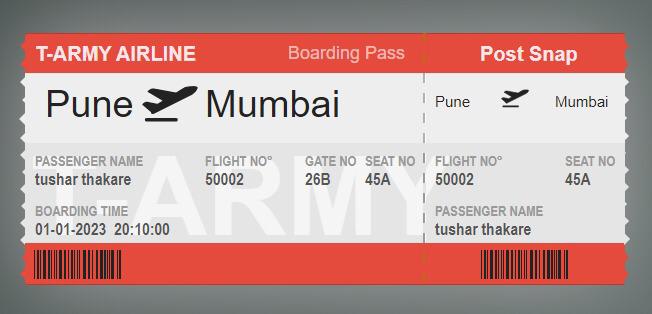 T-ARMY AIRLINE Boarding Pass Post Snap
Pune Mumbai Pune Mumbai
PASSENGER NAME FLIGHT NO° GATE NO SEAT NO FLIGHT NO° SEAT NO
tushar thakare 50002 26B 45A 50002 45A
T-ARMY
BOARDING TIME PASSENGER NAME
01-01-2023 20:10:00 tushar thakare